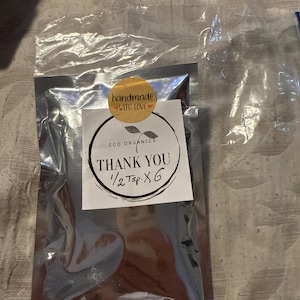 handmade
WITH LOVE
ECO ORGANICS
THANK YOU
1/2 Tsp. X 6